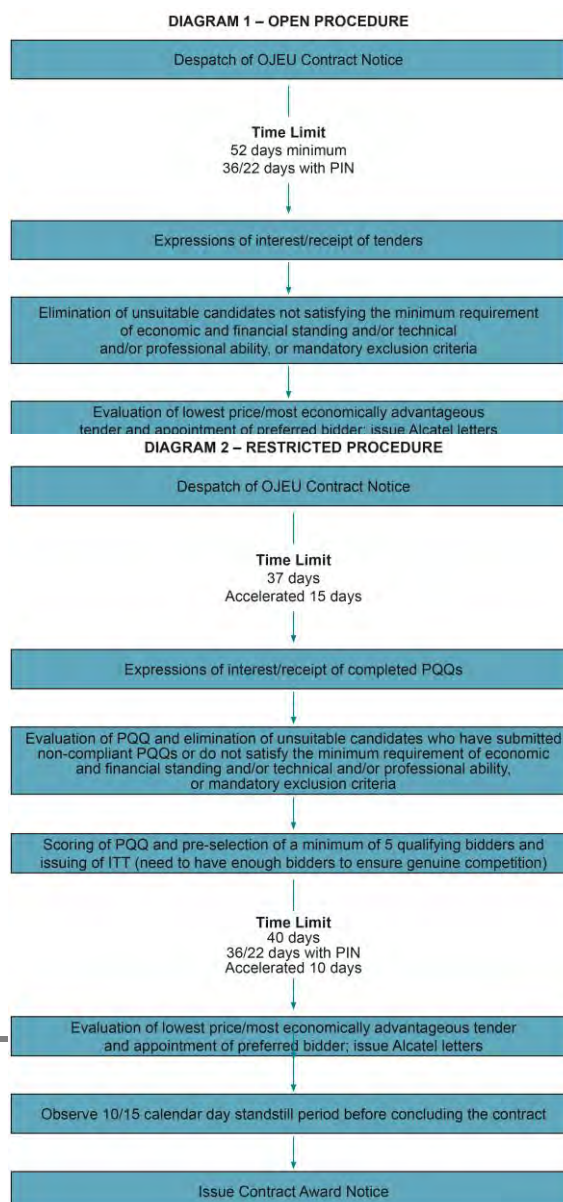 DIAGRAM 1 – OPEN PROCEDURE
Despatch of OJEU Contract Notice
Time Limit
52 days minimum
36/22 days with PIN
Expressions of interest/receipt of tenders
Elimination of unsuitable candidates not satisfying the minimum requirement
of economic and financial standing and/or technical
and/or professional ability, or mandatory exclusion criteria
Evaluation of lowest price/most economically advantageous
tender and appointment of preferred bidder; issue Alcatel letters
DIAGRAM 2 – RESTRICTED PROCEDURE
Despatch of OJEU Contract Notice
Time Limit
37 days
Accelerated 15 days
Expressions of interest/receipt of completed PQQs
Evaluation of PQQ and elimination of unsuitable candidates who have submitted
non-compliant PQQs or do not satisfy the minimum requirement of economic
and financial standing and/or technical and/or professional ability,
or mandatory exclusion criteria
Scoring of PQQ and pre-selection of a minimum of 5 qualifying bidders and
issuing of ITT (need to have enough bidders to ensure genuine competition)
Time Limit
40 days
36/22 days with PIN
Accelerated 10 days
Evaluation of lowest price/most economically advantageous tender
and appointment of preferred bidder; issue Alcatel letters
Observe 10/15 calendar day standstill period before concluding the contract
Issue Contract Award Notice